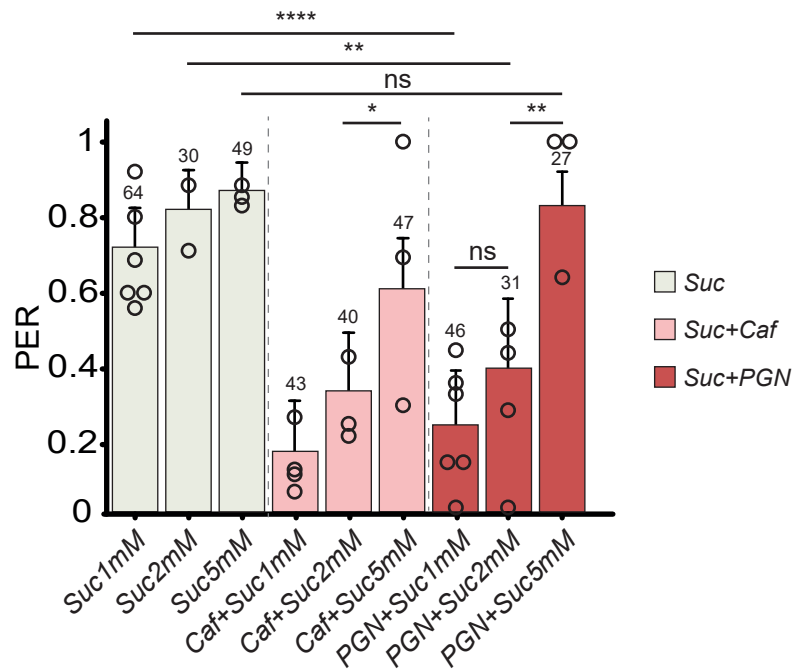 ****
**
ns
*
**
1
0.8
0.6
0.4
0.2
0
PER
64
30
49
43
40
47
46
31
27
ns
Suc
Suc+Caf
Suc+PGN
Suc1mM
Suc2mM
Suc5mM
Caf+Suc1mM
Caf+Suc2mM
Caf+Suc5mM
PGN+Suc1mM
PGN+Suc2mM
PGN+Suc5mM